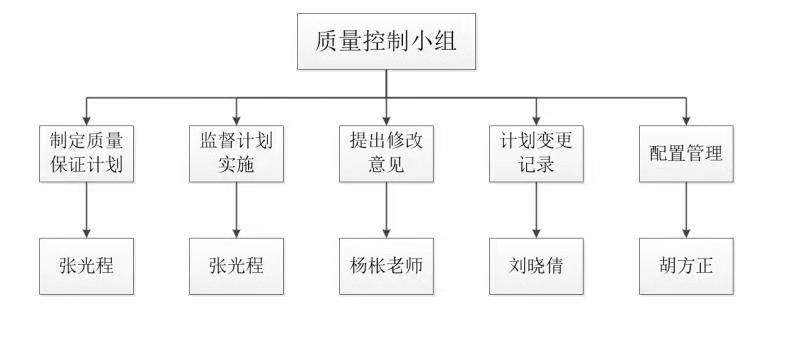 质量控制小组
制定质量
保证计划
监督计划
实施
提出修改
意见
计划变更
记录
配置管理
张光程
张光程
杨枨老师
刘晓倩
胡方正